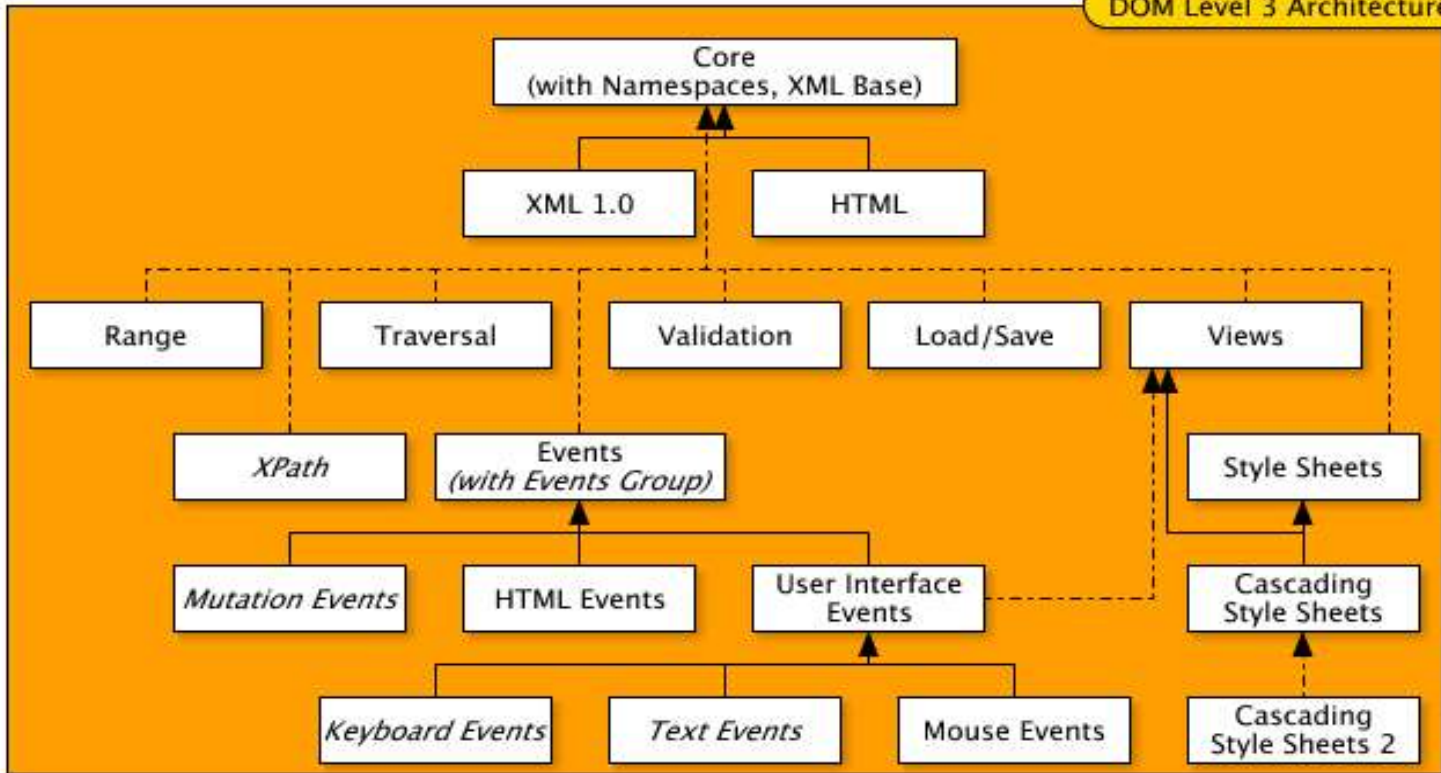 DOM Level 3 Architecture
Core
(with Namespaces, XML Base)
XML 1.0
HTML
Range
Traversal
Validation
Load/Save
Views
XPath
Events
(with Events Group)
Style Sheets
Mutation Events
HTML Events
User Interface
Events
Cascading
Style Sheets
Keyboard Events
Text Events
Mouse Events
Cascading
Style Sheets 2